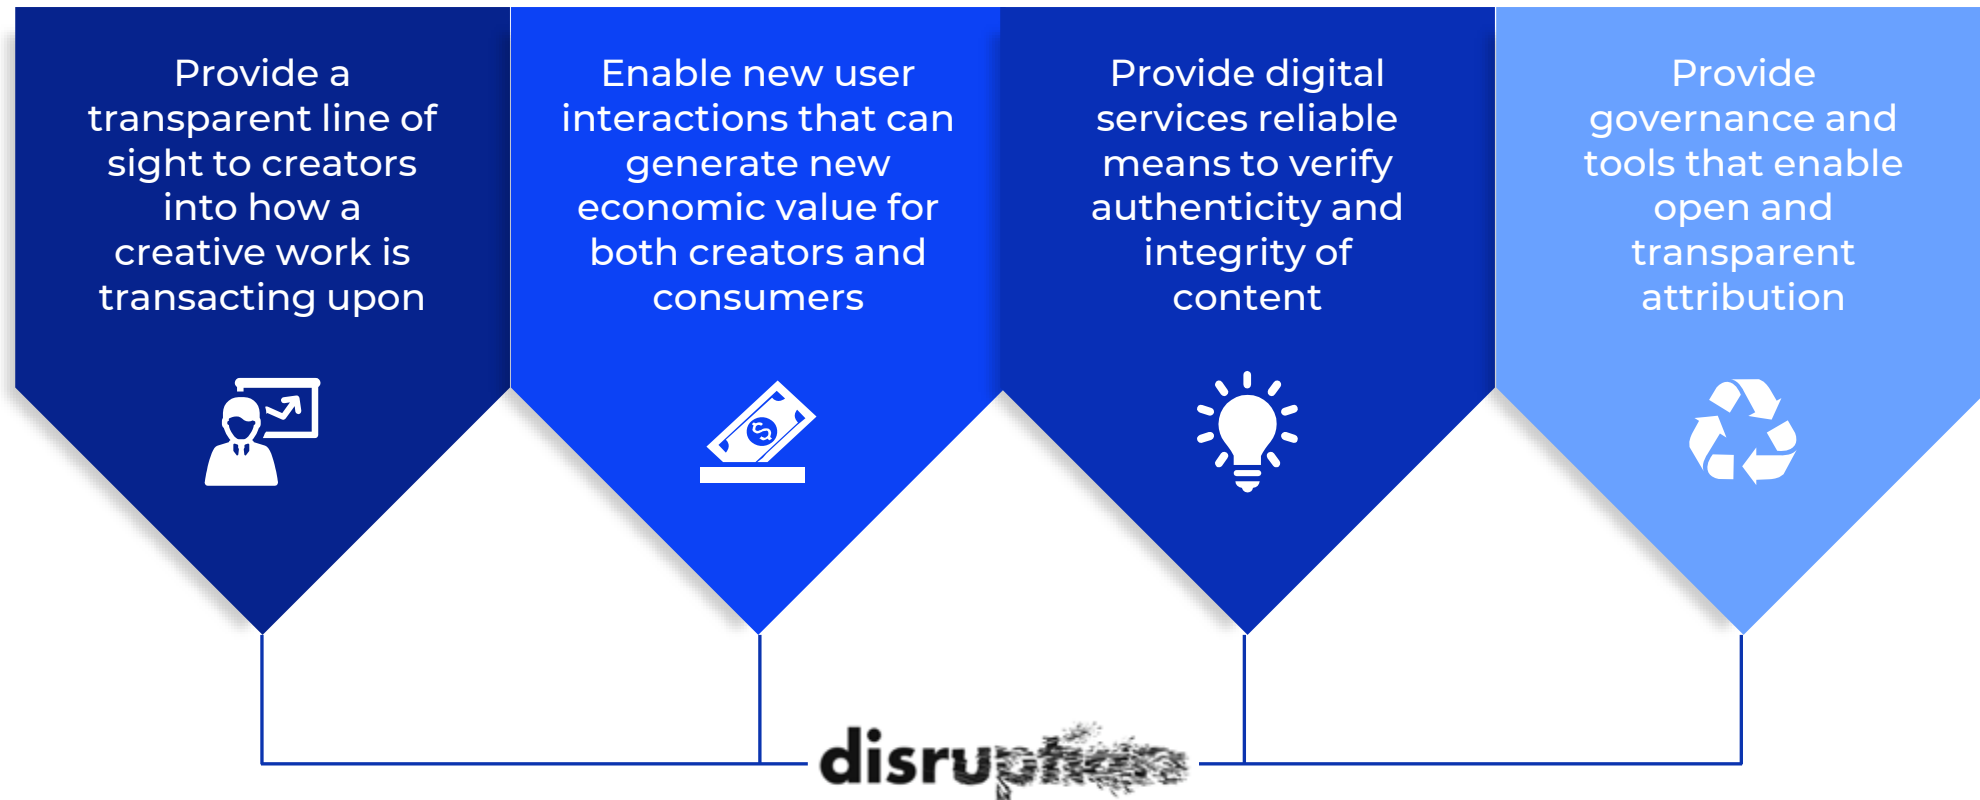 Provide a
transparent line of
sight to creators
into how a
creative work is
transacting upon
Enable new user
interactions that can
generate new
economic value for
both creators and
consumers
Provide digital
services reliable
means to verify
authenticity and
integrity of
content
Provide
governance and
tools that enable
open and
transparent
attribution
disruption